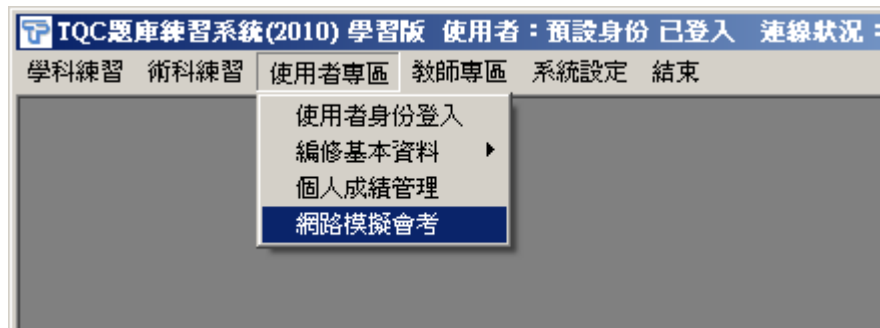 TQC題庫練習系統(2010) 學習版 使用者：預設身份 已登入 連線狀況：
學科練習 術科練習 使用者專區 教師專區 系統設定 結束
使用者身份登入
編修基本資料
個人成績管理
網路模擬會考